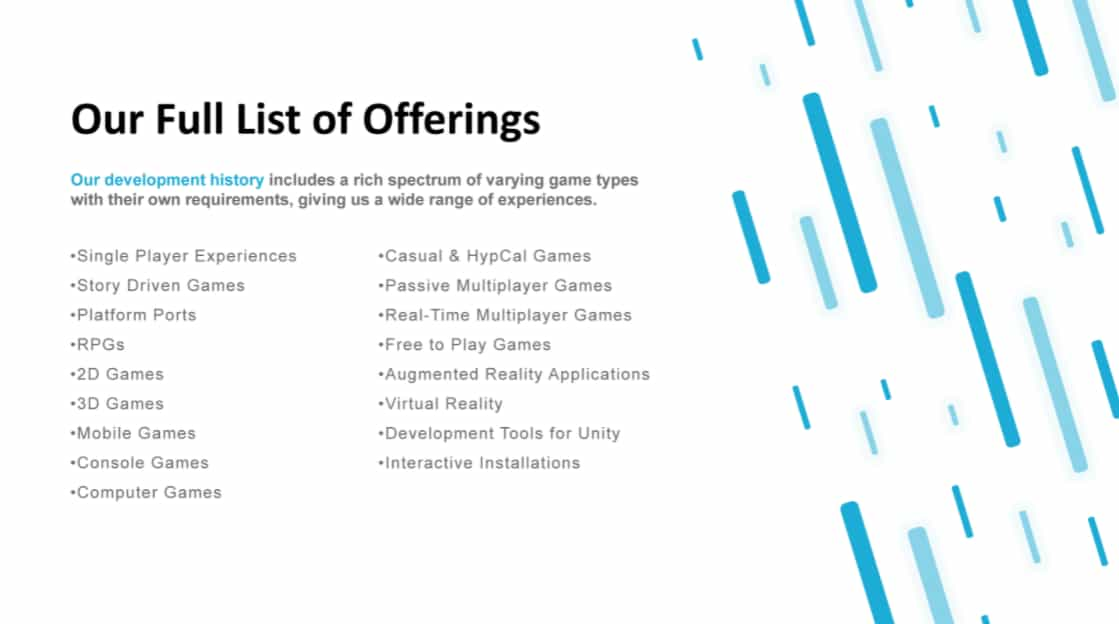 Our Full List of Offerings
Our development history includes a rich spectrum of varying game types
with their own requirements, giving us a wide range of experiences.
•Single Player Experiences
•Story Driven Games
•Platform Ports
•RPGs
•2D Games
•3D Games
•Mobile Games
•Console Games
•Computer Games
•Casual & HypCal Games
•Passive Multiplayer Games
•Real-Time Multiplayer Games
•Free to Play Games
•Augmented Reality Applications
•Virtual Reality
•Development Tools for Unity
•Interactive Installations